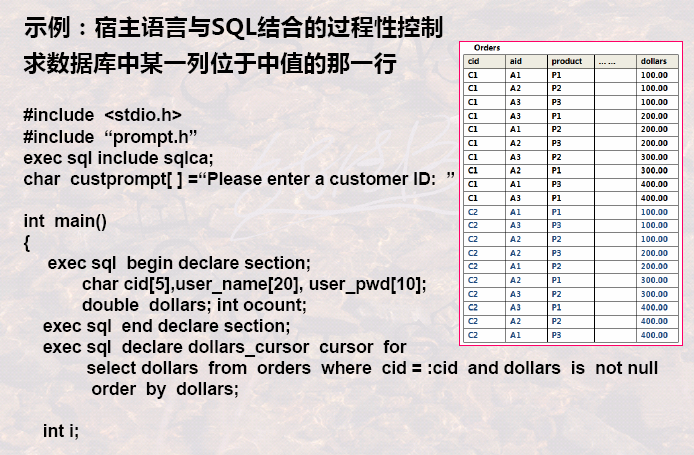 示例：宿主语言与SQL结合的过程性控制
求数据库中某一列位于中值的那一行
#include <stdio.h>
#include “prompt.h”
exec sql include sqlca;
char custprompt[ ] =“Please enter a customer ID: ”
int main()
{
exec sql begin declare section;
char cid[5],user_name[20], user_pwd[10];
double dollars; int ocount;
exec sql end declare section;
exec sql declare dollars_cursor cursor for
select dollars from orders where cid = :cid and dollars is not null
order by dollars;
int i;
Orders
cid aid product ... ... dollars
C1 A1 P1 100.00
C1 A2 P2 100.00
C1 A3 P3 100.00
C1 A3 P1 200.00
C1 A1 P2 200.00
C1 A2 P3 200.00
C1 A3 P2 300.00
C1 A2 P1 300.00
C1 A1 P3 400.00
C1 A3 P1 400.00
C2 A1 P1 100.00
C2 A3 P3 100.00
C2 A2 P2 100.00
C2 A2 P3 200.00
C2 A1 P2 200.00
C2 A2 P1 300.00
C2 A3 P2 300.00
C2 A3 P1 400.00
C2 A2 P2 400.00
C2 A1 P3 400.00